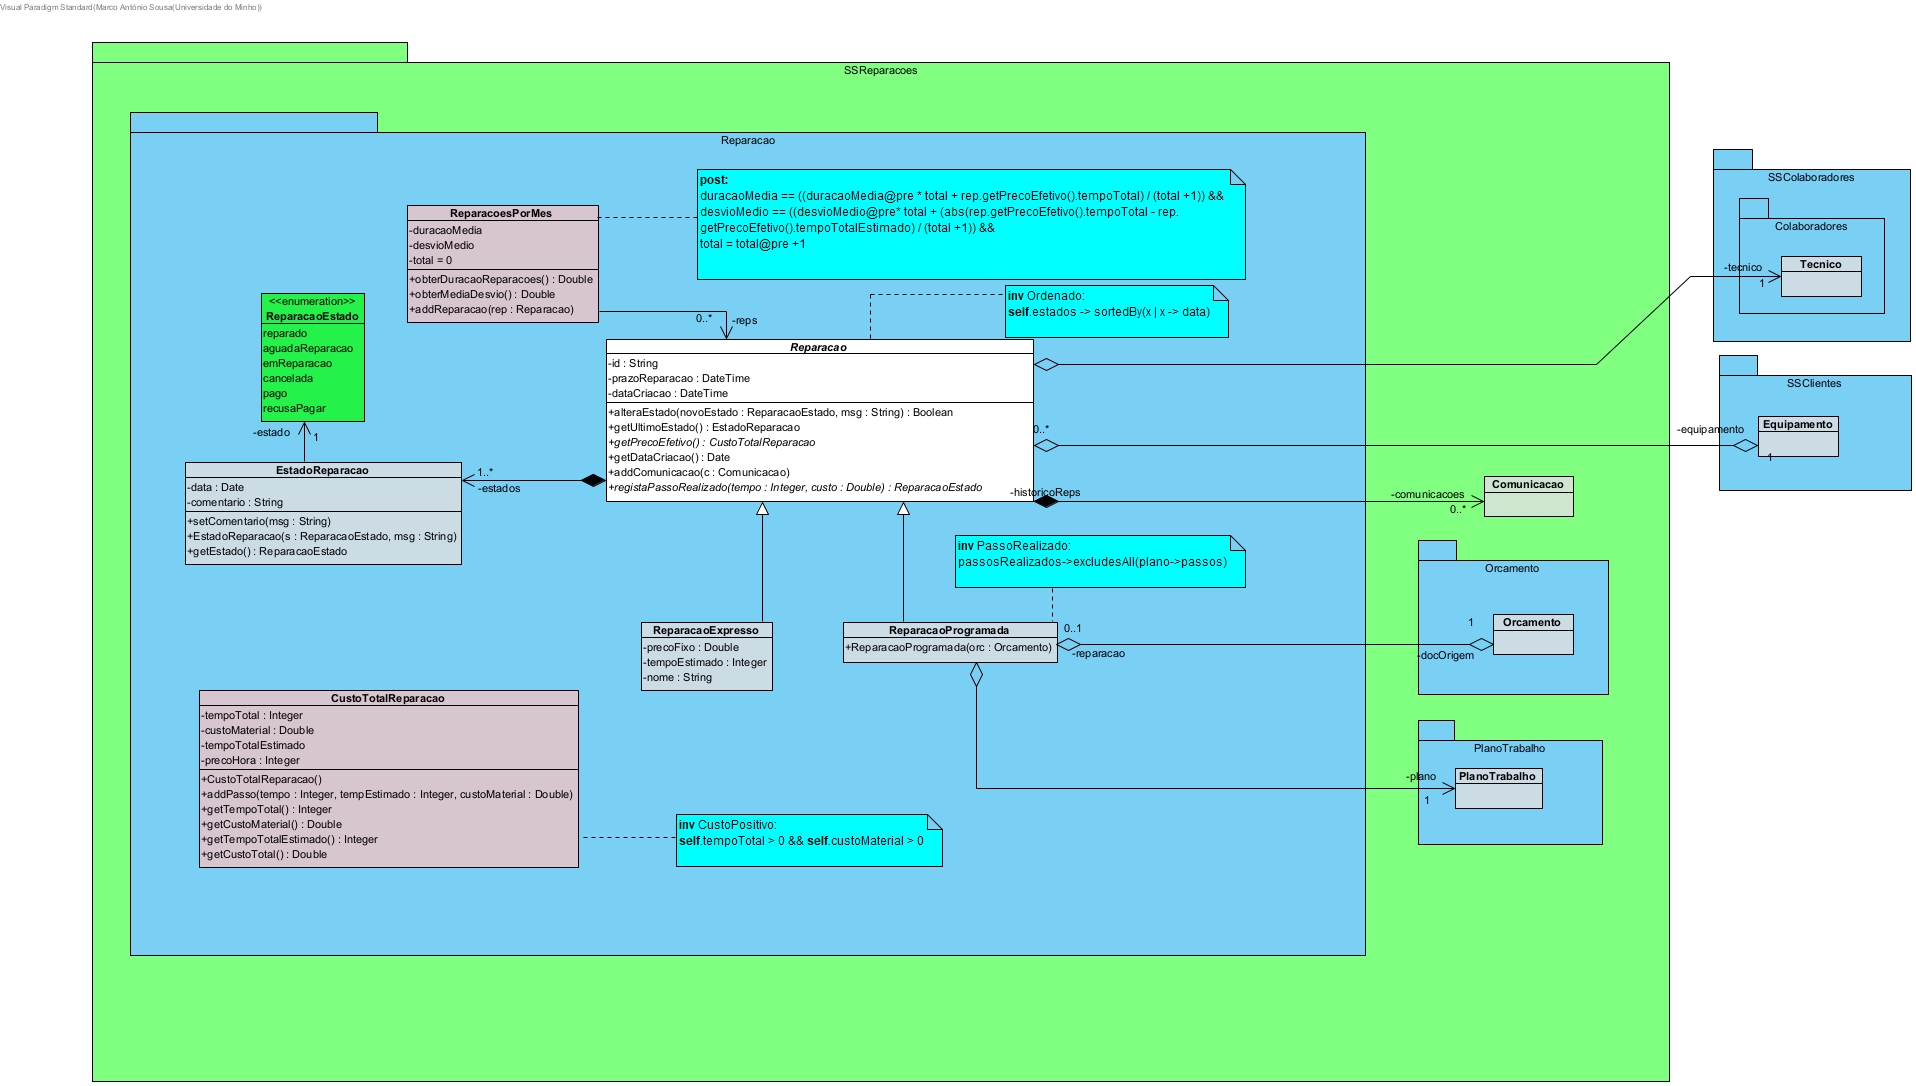 Visual Paradigm Standard(Marco António Sousa(Universidade do Minho))
SSReparacoes
Reparacao
ReparacoesPorMes
-duracaoMedia
-desvioMedio
-total = 0
+obterDuracaoReparacoes() : Double
+obterMediaDesvio() : Double
+addReparacao(rep : Reparacao)
post:
duracaoMedia == ((duracaoMedia@pre * total + rep.getPrecoEfetivo().tempoTotal) / (total +1)) &&
desvioMedio == ((desvioMedio@pre* total + (abs(rep.getPrecoEfetivo().tempoTotal - rep.
getPrecoEfetivo().tempoTotalEstimado) / (total +1)) &&
total = total@pre +1
inv Ordenado:
self.estados -> sortedBy(x | x -> data)
0..*
-reps
<<enumeration>>
ReparacaoEstado
reparado
aguadaReparacao
emReparacao
cancelada
pago
recusaPagar
-estado
1
Reparacao
-id : String
-prazoReparacao : DateTime
-dataCriacao : DateTime
+alteraEstado(novoEstado : ReparacaoEstado, msg : String) : Boolean
+getUltimoEstado() : EstadoReparacao
+getPrecoEfetivo() : CustoTotalReparacao
+getDataCriacao() : Date
+addComunicacao(c : Comunicacao)
+registaPassoRealizado(tempo : Integer, custo : Double) : ReparacaoEstado
EstadoReparacao
-data : Date
-comentario : String
+setComentario(msg : String)
+EstadoReparacao(s : ReparacaoEstado, msg : String)
+getEstado() : ReparacaoEstado
1..*
-estados
0..*
-historicoReps
SSColaboradores
Colaboradores
Tecnico
-tecnico
1
SSClientes
Equipamento
-equipamento
1
Comunicacao
-comunicacoes
0..*
inv PassoRealizado:
passosRealizados->excludesAll(plano->passos)
ReparacaoExpresso
-precoFixo : Double
-tempoEstimado : Integer
-nome : String
ReparacaoProgramada
+ReparacaoProgramada(orc : Orcamento)
0..1
-reparacao
Orcamento
Orcamento
1
-docOrigem
PlanoTrabalho
PlanoTrabalho
-plano
1
CustoTotalReparacao
-tempoTotal : Integer
-custoMaterial : Double
-tempoTotalEstimado
-precoHora : Integer
+CustoTotalReparacao()
+addPasso(tempo : Integer, tempEstimado : Integer, custoMaterial : Double)
+getTempoTotal() : Integer
+getCustoMaterial() : Double
+getTempoTotalEstimado() : Integer
+getCustoTotal() : Double
inv CustoPositivo:
self.tempoTotal > 0 && self.custoMaterial > 0